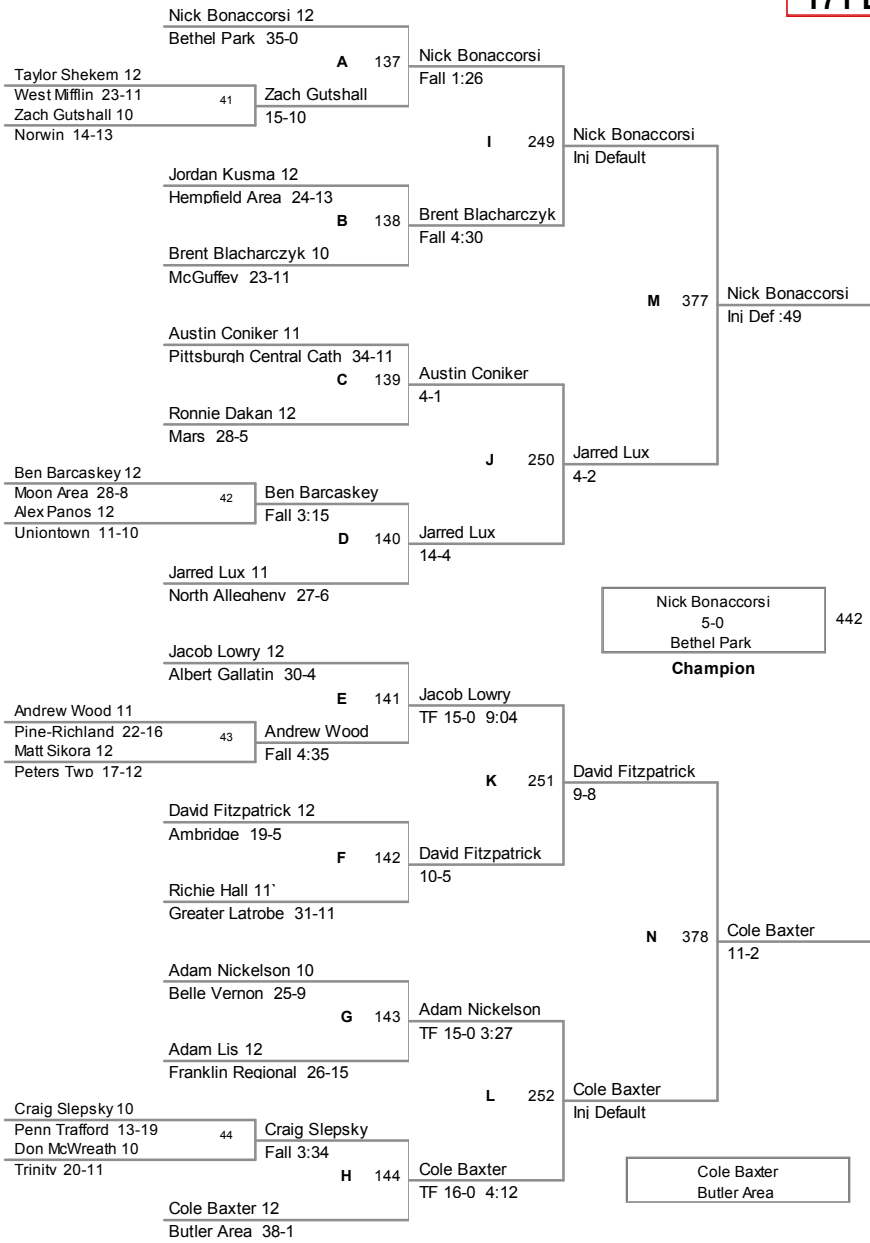 Nick Bonaccorsi 12
Bethel Park 35-0
A 137
Nick Bonaccorsi
Fall 1:26
Taylor Shekem 12
West Mifflin 23-11
41
Zach Gutshall 10
Norwin 14-13
Zach Gutshall
15-10
I 249
Nick Bonaccorsi
Inj Default
Jordan Kusma 12
Hempfield Area 24-13
B 138
Brent Blacharczyk
Fall 4:30
Brent Blacharczyk 10
McGuffey 23-11
M 377
Nick Bonaccorsi
Inj Def :49
Austin Coniker 11
Pittsburgh Central Cath 34-11
C 139
Austin Coniker
4-1
Ronnie Dakan 12
Mars 28-5
J 250
Jarred Lux
4-2
Ben Barcaskey 12
Moon Area 28-8
42
Alex Panos 12
Uniontown 11-10
Ben Barcaskey
Fall 3:15
D 140
Jarred Lux
14-4
Jarred Lux 11
North Allegheny 27-6
Nick Bonaccorsi
5-0
Bethel Park
442
Champion
Jacob Lowry 12
Albert Gallatin 30-4
E 141
Jacob Lowry
TF 15-0 9:04
Andrew Wood 11
Pine-Richland 22-16
43
Matt Sikora 12
Peters Twp 17-12
Andrew Wood
Fall 4:35
K 251
David Fitzpatrick
9-8
David Fitzpatrick 12
Ambridge 19-5
F 142
David Fitzpatrick
10-5
Richie Hall 11`
Greater Latrobe 31-11
N 378
Cole Baxter
11-2
Adam Nickelson 10
Belle Vernon 25-9
G 143
Adam Nickelson
TF 15-0 3:27
Adam Lis 12
Franklin Regional 26-15
L 252
Cole Baxter
Inj Default
Craig Slepsky 10
Penn Trafford 13-19
44
Don McWreath 10
Trinity 20-11
Craig Slepsky
Fall 3:34
H 144
Cole Baxter
TF 16-0 4:12
Cole Baxter 12
Butler Area 38-1
Cole Baxter
Butler Area